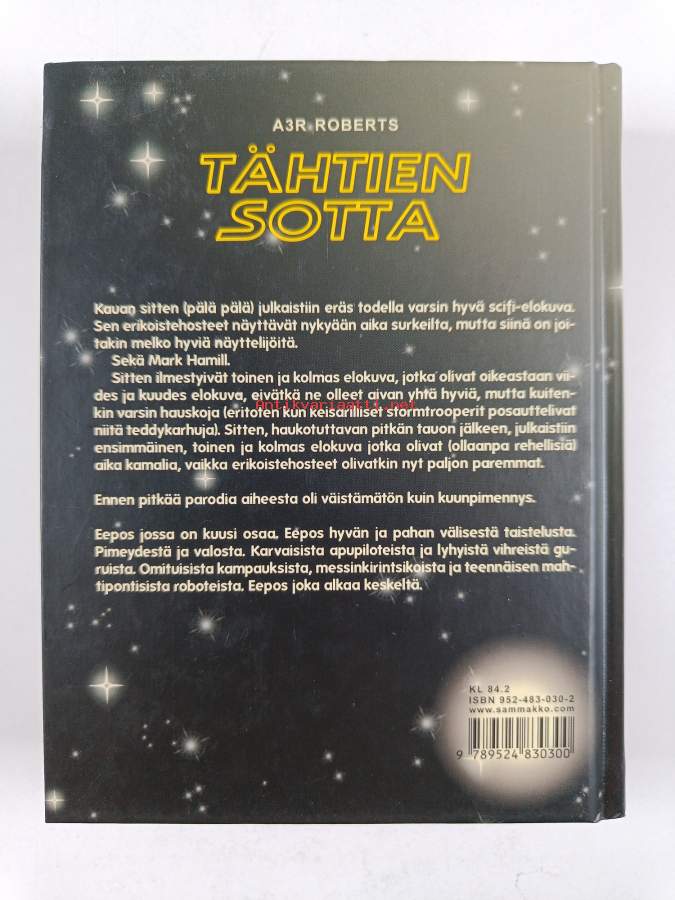 A3R ROBERTS
TÄHTIEN
SOTTA
Kauan sitten (pälä pälä) julkaistiin eräs todella varsin hyvä scifi-elokuva.
Sen erikoistehosteet näyttävät nykyään aika surkeilta, mutta siinä on joi-
takin melko hyviä näyttelijöitä.
Sekä Mark Hamill.
Sitten ilmestyivät toinen ja kolmas elokuva, jotka olivat oikeastaan vii-
des ja kuudes elokuva, eivätkä ne olleet aivan yhtä hyviä, mutta kuiten-
Antikvariaatti.net
kin varsin hauskoja (eritoten kun keisarilliset stormtrooperit posauttelivat
niitä teddykarhuja). Sitten, haukotuttavan pitkän tauon jälkeen, julkaistiin
ensimmäinen, toinen ja kolmas elokuva jotka olivat (ollaanpa rehellisiä)
aika kamalia, vaikka erikoistehosteet olivatkin nyt paljon paremmat.
Ennen pitkää parodia aiheesta oli väistämätön kuin kuunpimennys.
Eepos jossa on kuusi osaa. Eepos hyvän ja pahan välisestä taistelusta.
Pimeydestä ja valosta. Karvaisista apupiloteista ja lyhyistä vihreistä gu-
ruista. Omituisista kampauksista, messinkirintsikoista ja teennäisen mah-
tipontisista roboteista. Eepos joka alkaa keskeltä.
KL 84.2
ISBN 952-483-030-2
www.sammakko.com
9 789524 830300